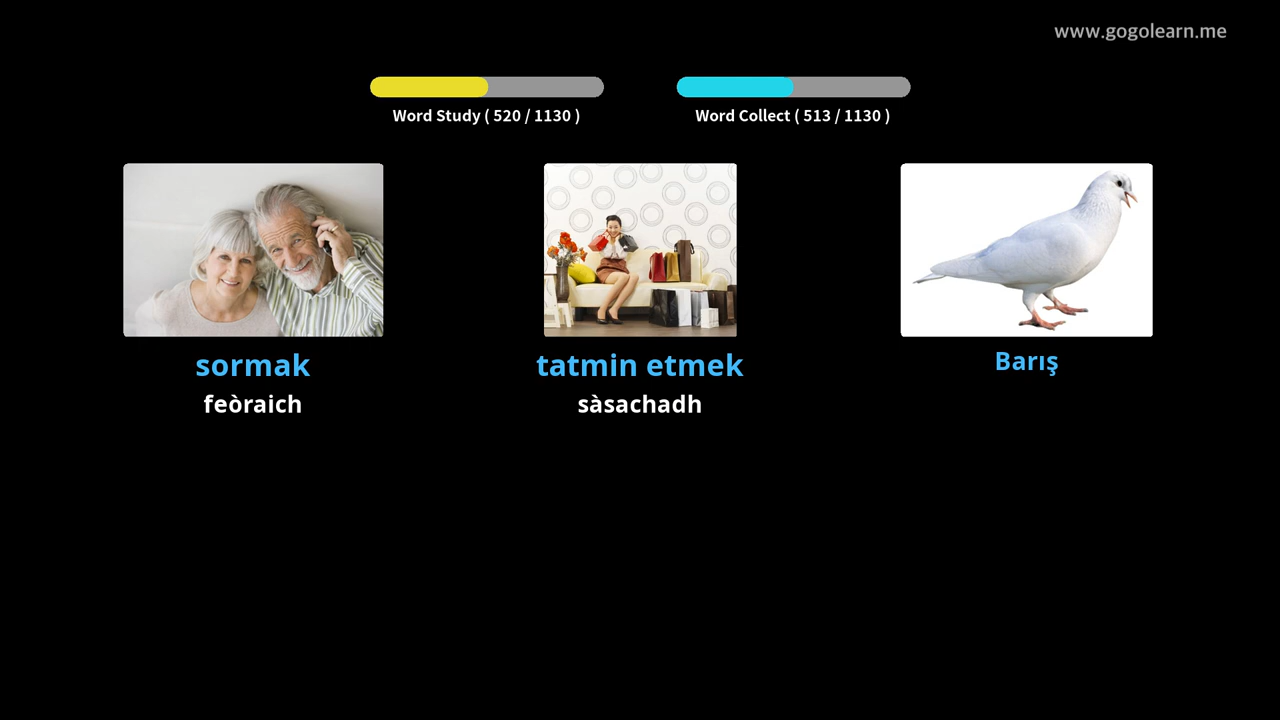 www.gogolearn.me
Word Study ( 520 / 1130 )
Word Collect ( 513 / 1130 )
sormak
feòraich
tatmin etmek
sàsachadh
Barış